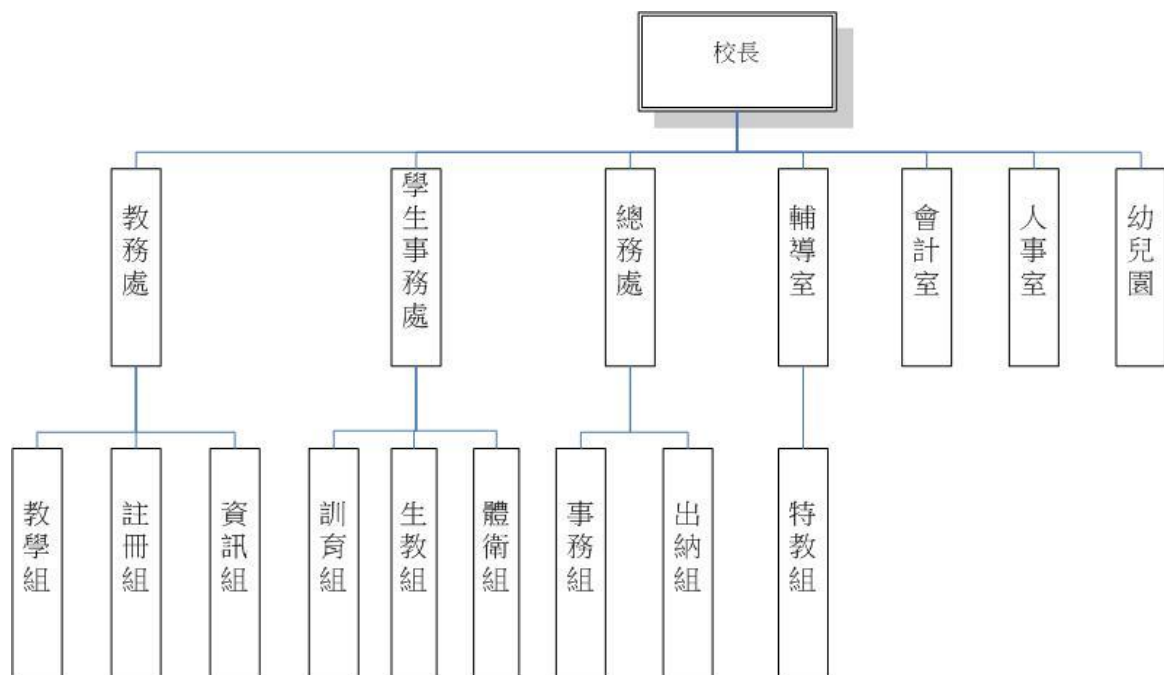 校長
教務處
學生事務處
總務處
輔導室
會計室
人事室
幼兒園
教學組
註冊組
資訊組
訓育組
生教組
體衛組
事務組
出納組
特教組